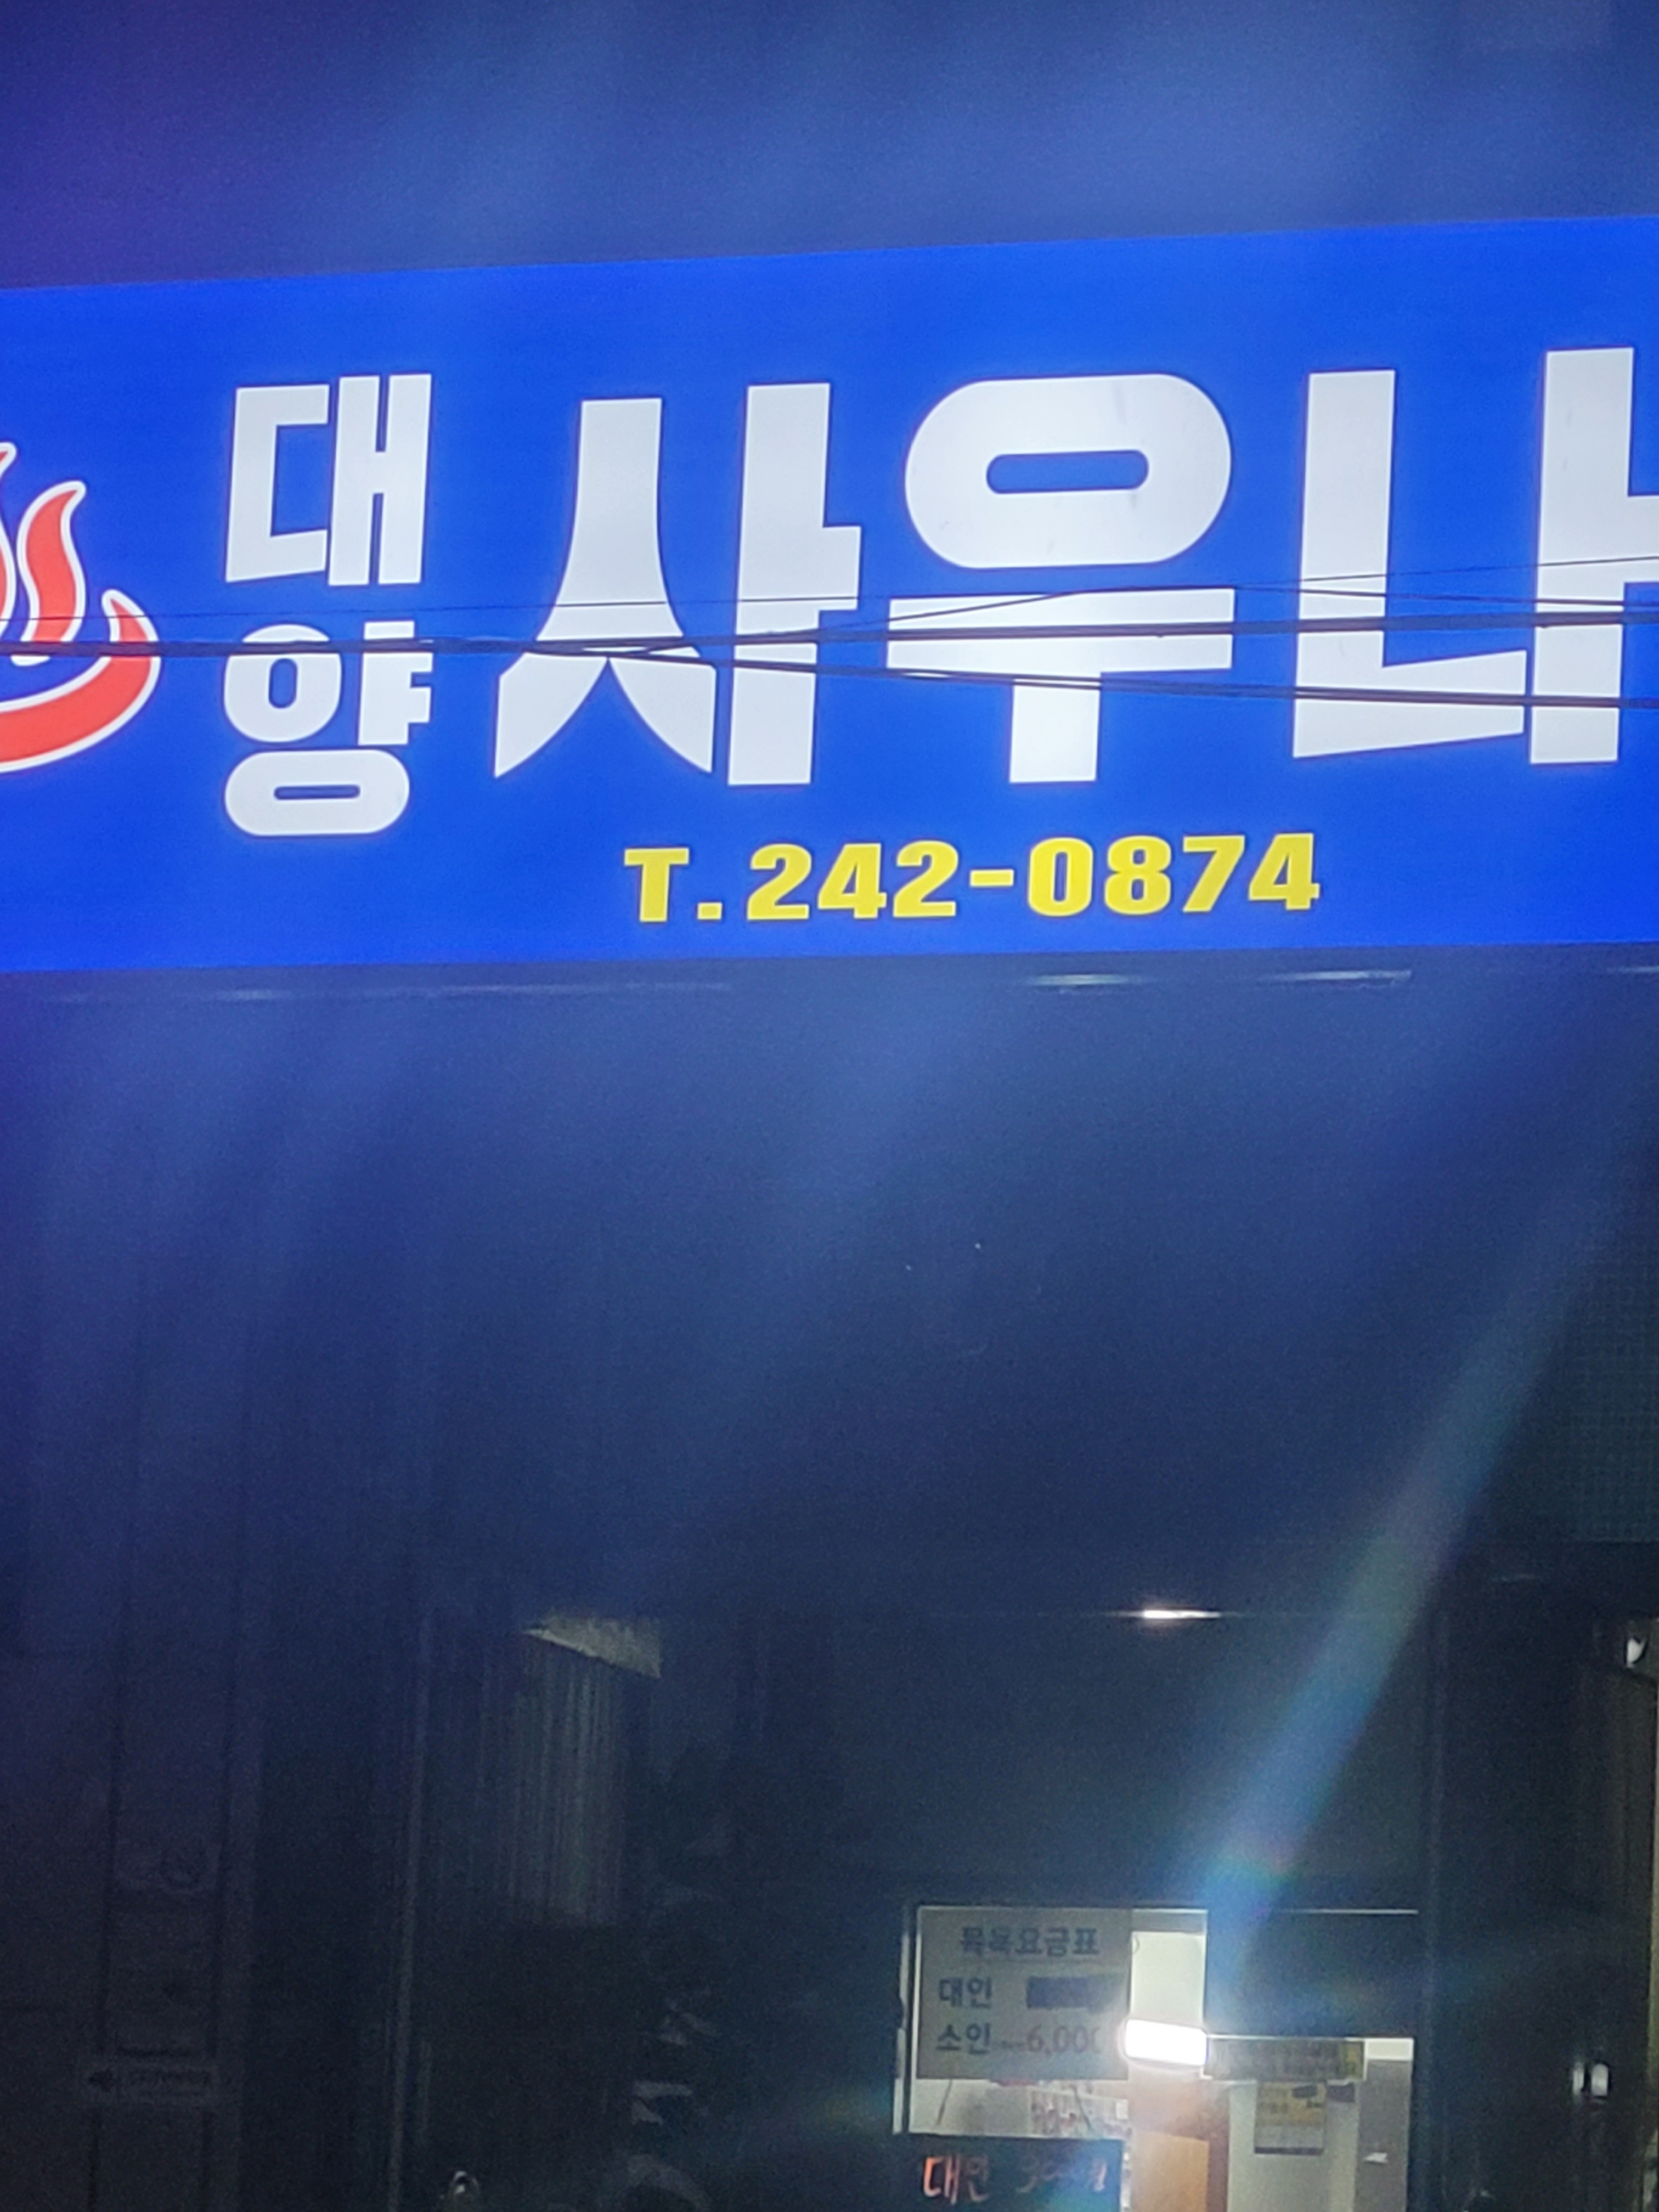 대양 사우나
T. 242-0874
목욕요금표
대인
소인 6,000
대인